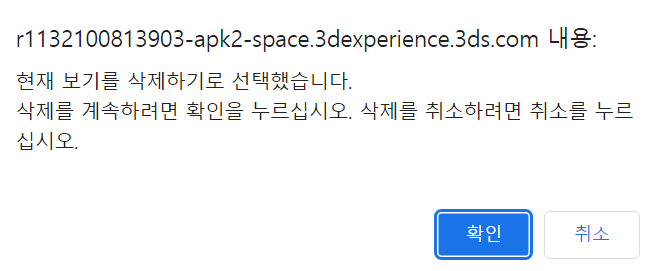 r1132100813903-apk2-space.3dexperience.3ds.com 내용:
현재 보기를 삭제하기로 선택했습니다.
삭제를 계속하려면 확인을 누르십시오. 삭제를 취소하려면 취소를 누르
십시오.
확인 취소